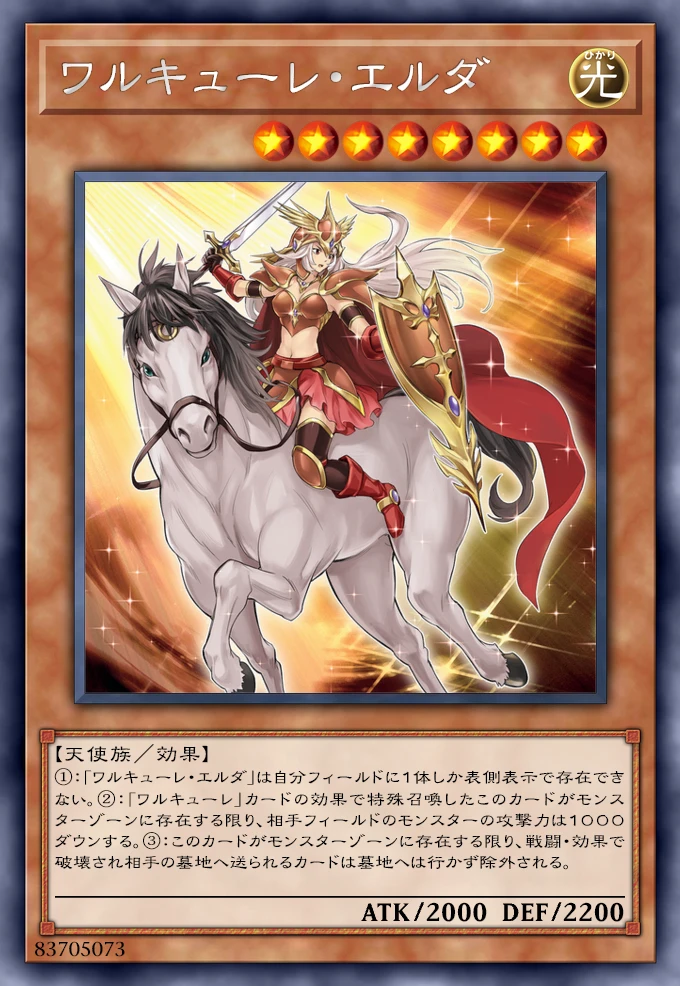 ワルキューレ・エルダ
ひかり
光
【天使族／効果】
①：「ワルキューレ・エルダ」は自分フィールドに１体しか表側表示で存在でき
ない。②：「ワルキューレ」カードの効果で特殊召喚したこのカードがモンス
ターゾーンに存在する限り、相手フィールドのモンスターの攻撃力は１０００
ダウンする。③：このカードがモンスターゾーンに存在する限り、戦闘・効果で
破壊され相手の墓地へ送られるカードは墓地へは行かず除外される。
ATK/2000 DEF/2200
83705073